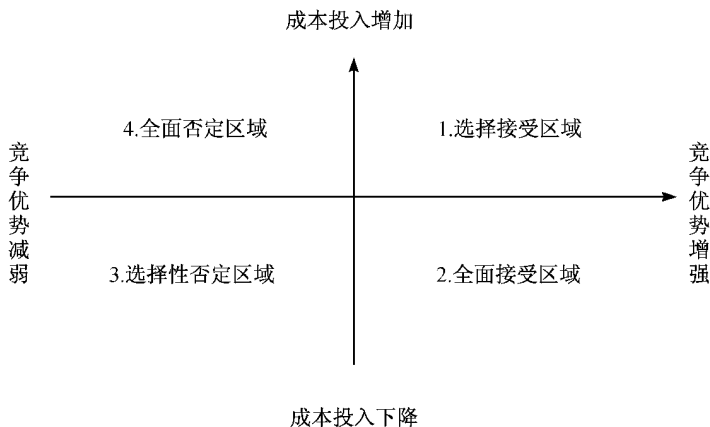 成本投入增加
4.全面否定区域
1.选择接受区域
竞争优势减弱
竞争优势增强
3.选择性否定区域
2.全面接受区域
成本投入下降